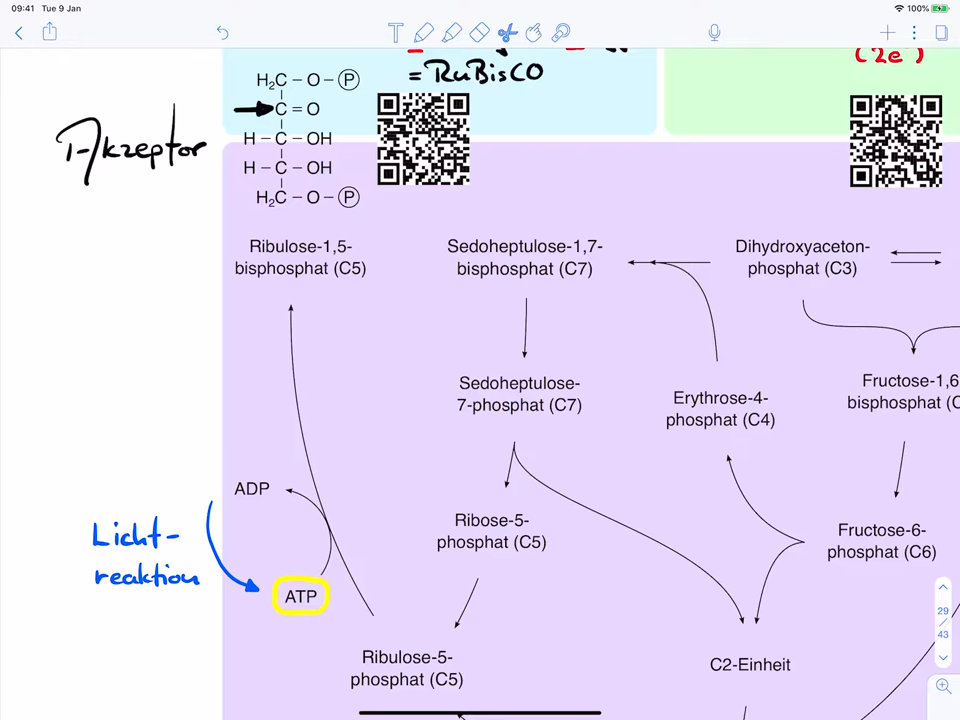 09:41 Tue 9 Jan
100%
(2e
= RuBisCO
H₂C – O – P
C = O
H – C – OH
H – C – OH
H₂C – O – P
Akzeptor
Ribulose-1,5-
bisphosphat (C5)
Sedoheptulose-1,7-
bisphosphat (C7)
Dihydroxyaceton-
phosphat (C3)
Sedoheptulose-
7-phosphat (C7)
Erythrose-4-
phosphat (C4)
Fructose-1,6
bisphosphat (C
ADP
Licht-
reaktion
ATP
Ribose-5-
phosphat (C5)
Fructose-6-
phosphat (C6)
29
/
43
Ribulose-5-
phosphat (C5)
C2-Einheit